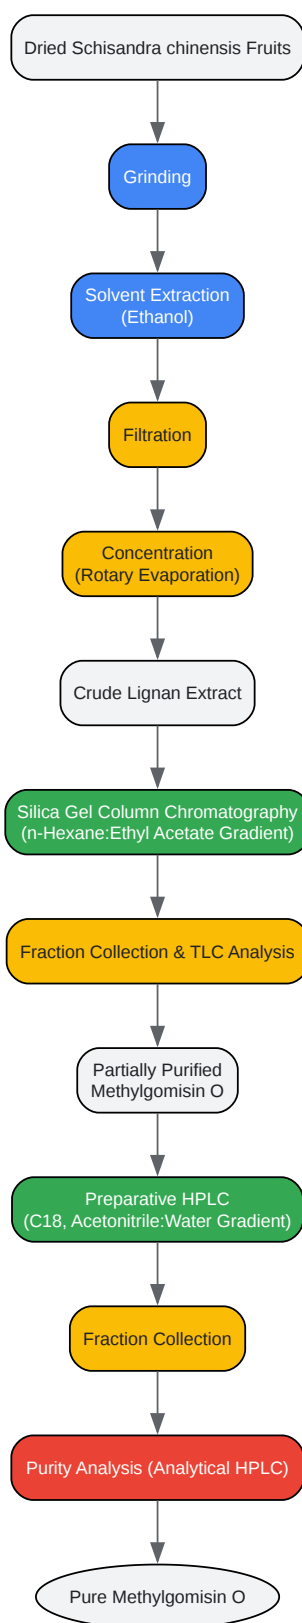 Dried Schisandra chinensis Fruits
Grinding
Solvent Extraction
(Ethanol)
Filtration
Concentration
(Rotary Evaporation)
Crude Lignan Extract
Silica Gel Column Chromatography
(n-Hexane:Ethyl Acetate Gradient)
Fraction Collection & TLC Analysis
Partially Purified
Methylgomisin O
Preparative HPLC
(C18, Acetonitrile:Water Gradient)
Fraction Collection
Purity Analysis (Analytical HPLC)
Pure Methylgomisin O